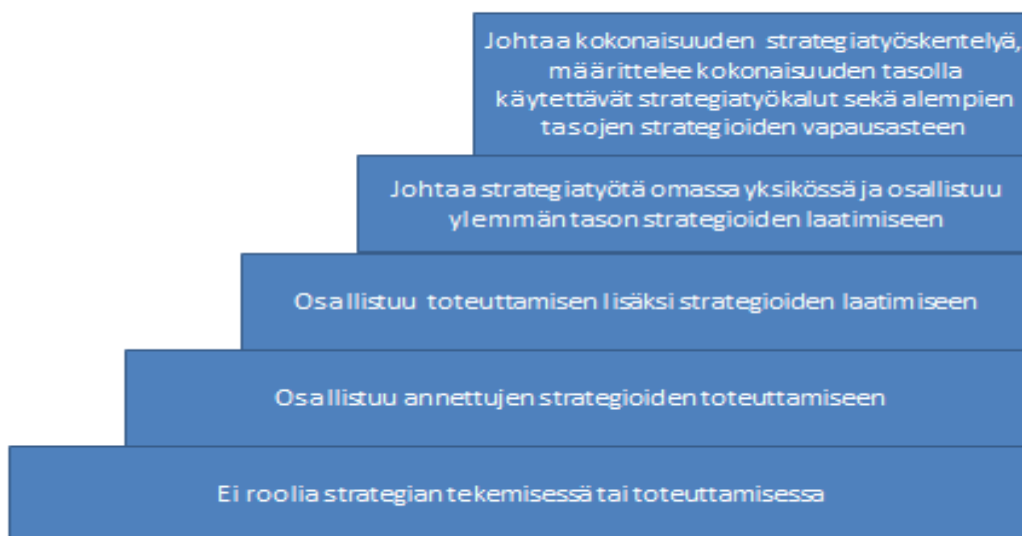 Johtaa kokonaisuuden strategiatyöskentelyä,
määrittelee kokonaisuuden tasolla
käytettävät strategiatyökalut sekä alempien
tasojen strategioiden vapausasteen
Johtaa strategiatyötä omassa yksikössä ja osallistuu
ylemmän tason strategioiden laatimiseen
Osallistuu toteuttamisen lisäksi strategioiden laatimiseen
Osallistuu annettujen strategioiden toteuttamiseen
Ei roolia strategian tekemisessä tai toteuttamisessa